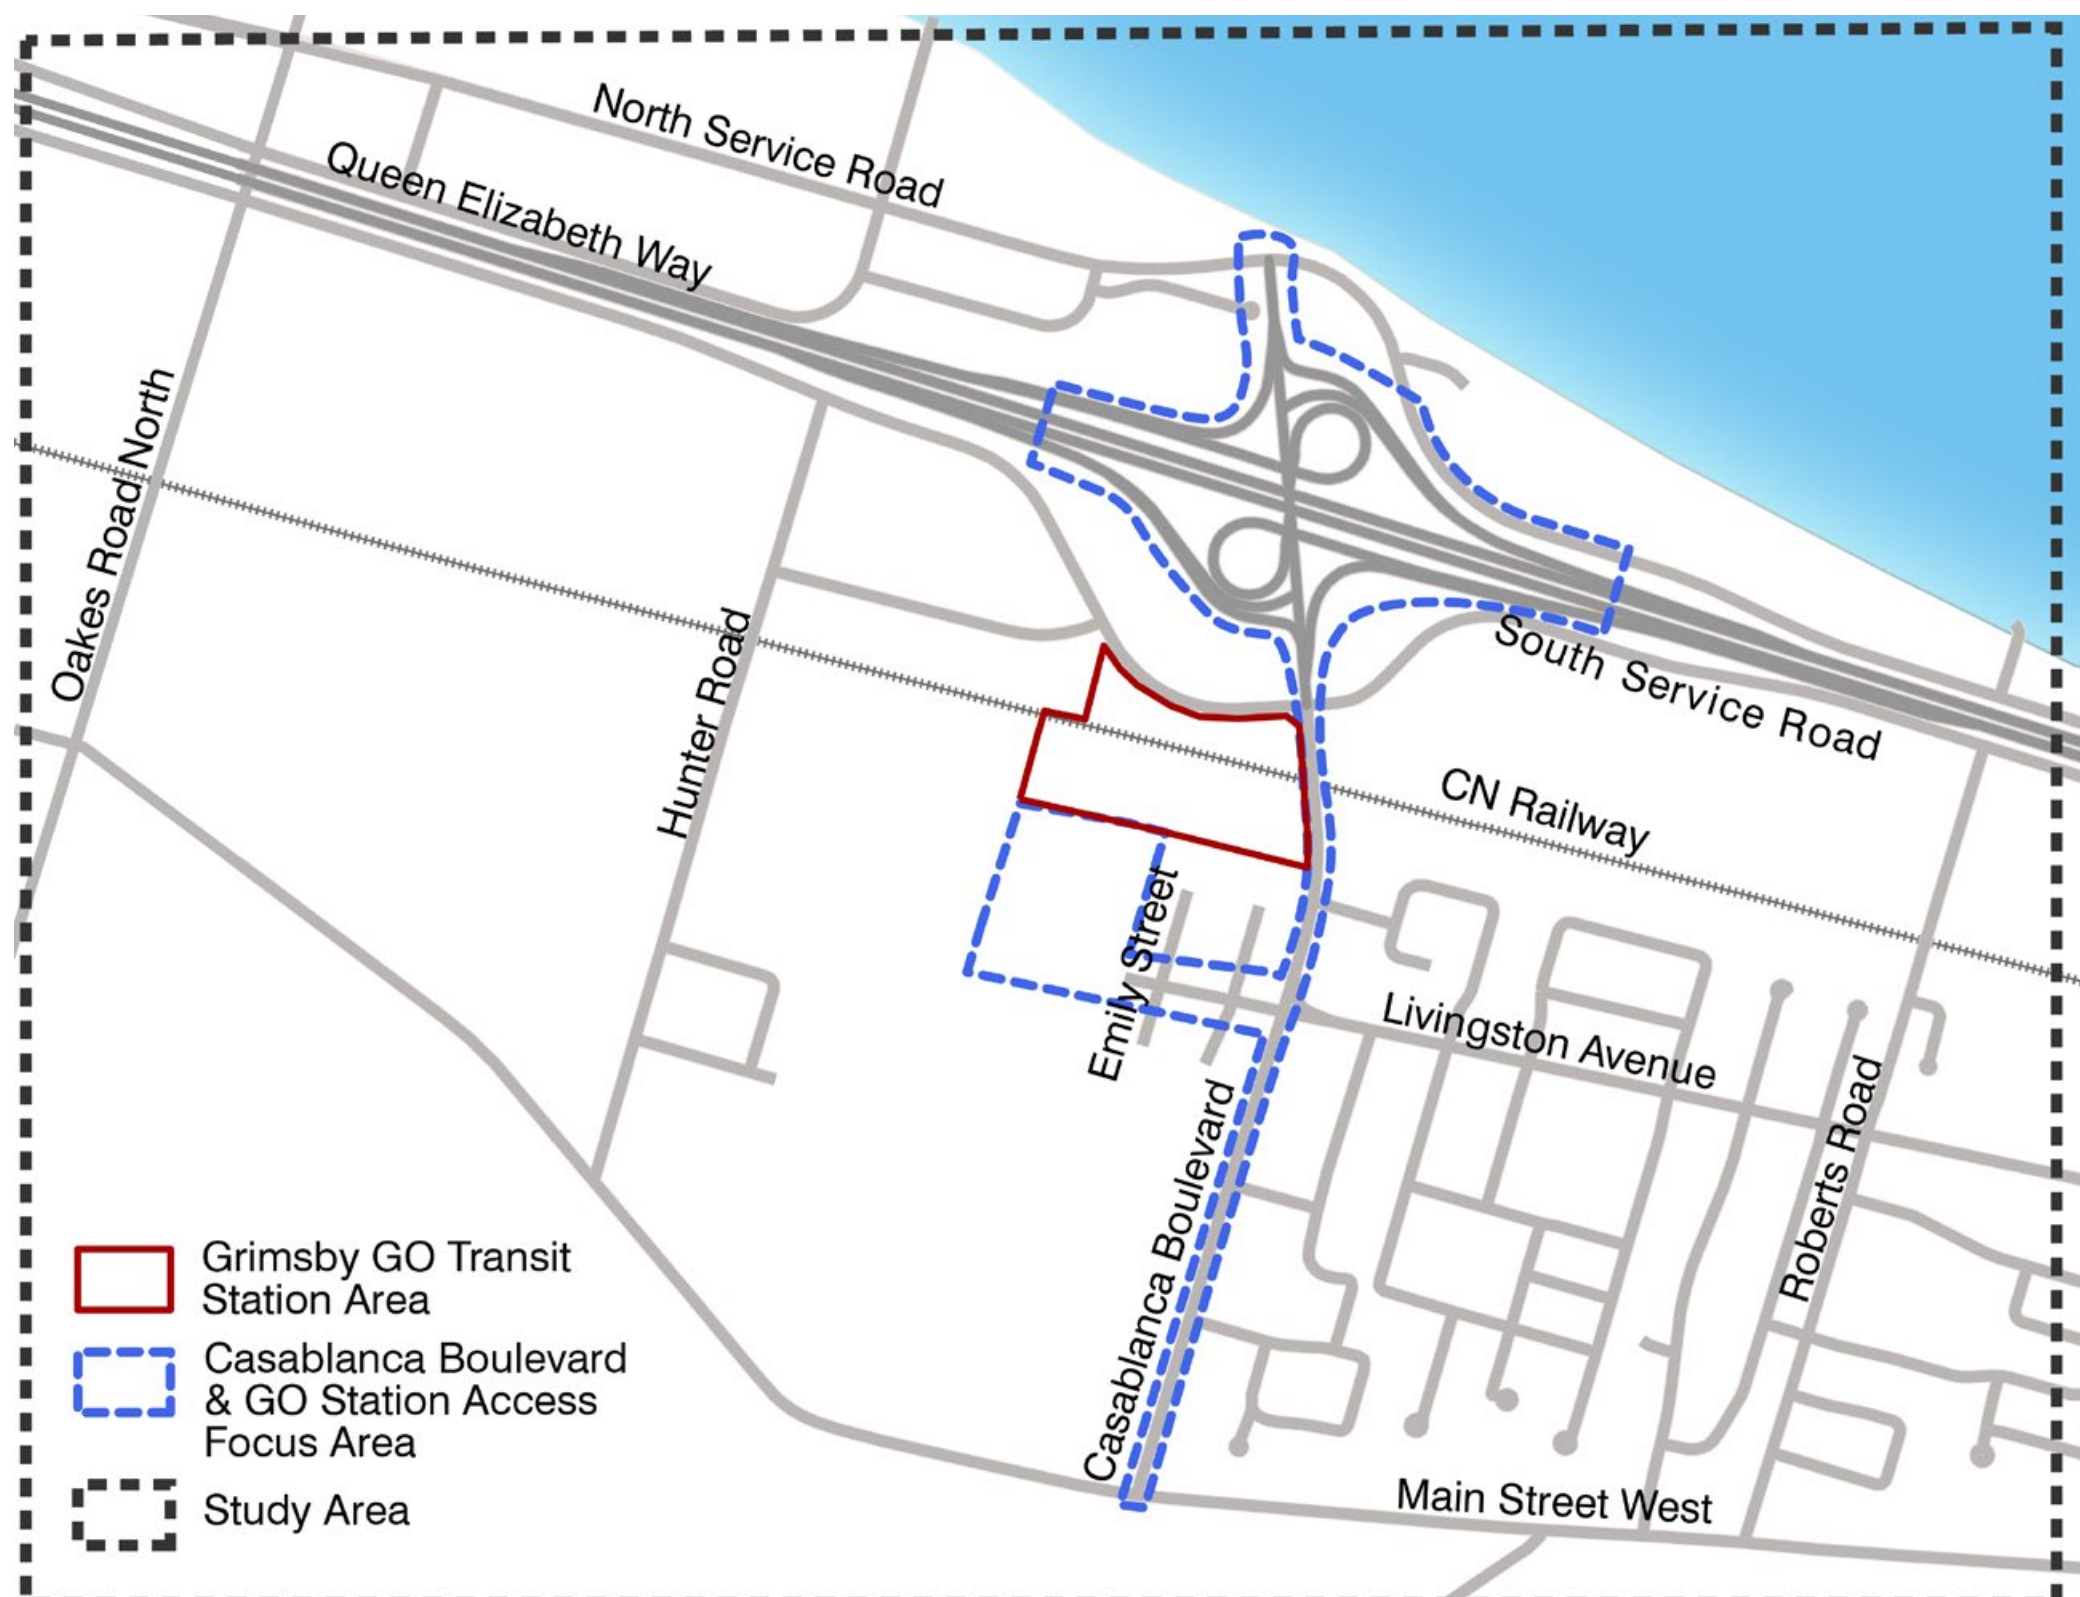 North Service Road
Queen Elizabeth Way
Oakes Road North
Hunter Road
South Service Road
CN Railway
Emily Street
Livingston Avenue
Casablanca Boulevard
Roberts Road
Main Street West
Grimsby GO Transit
Station Area
Casablanca Boulevard
& GO Station Access
Focus Area
Study Area